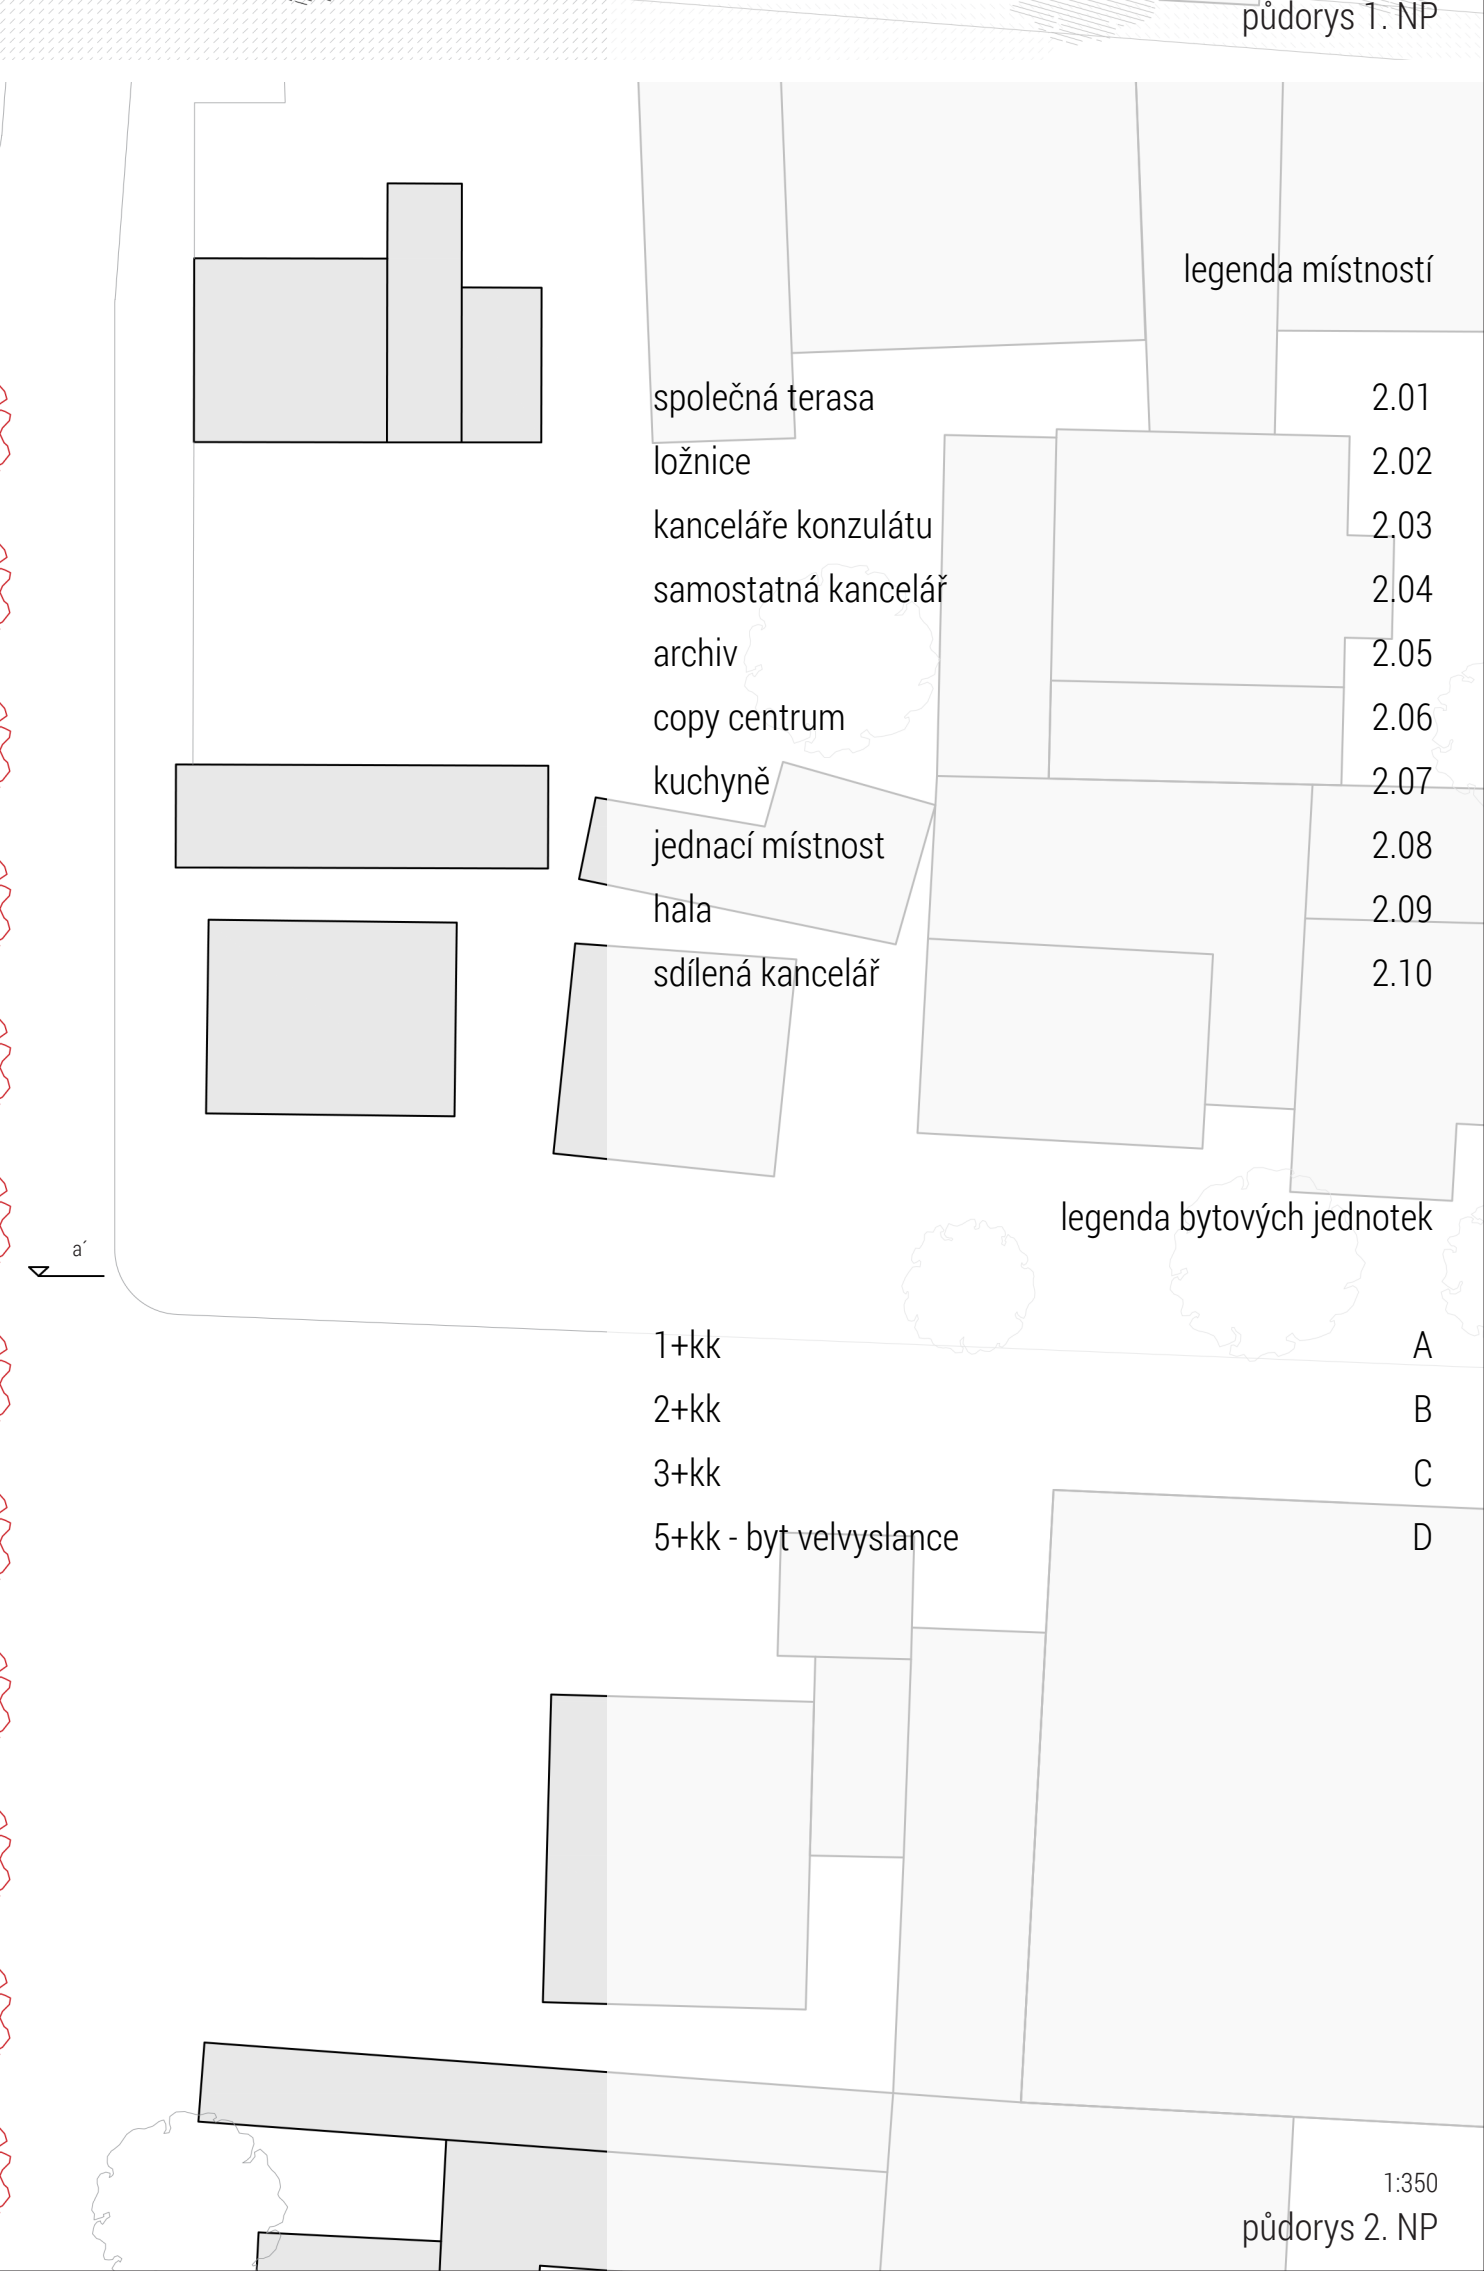 půdorys 1. NP
legenda místností
společná terasa 2.01
ložnice 2.02
kanceláře konzulátu 2.03
samostatná kancelář 2.04
archiv 2.05
copy centrum 2.06
kuchyně 2.07
jednací místnost 2.08
hala 2.09
sdílená kancelář 2.10
legenda bytových jednotek
a´
1+kk A
2+kk B
3+kk C
5+kk - byt velvyslance D
1:350
půdorys 2. NP